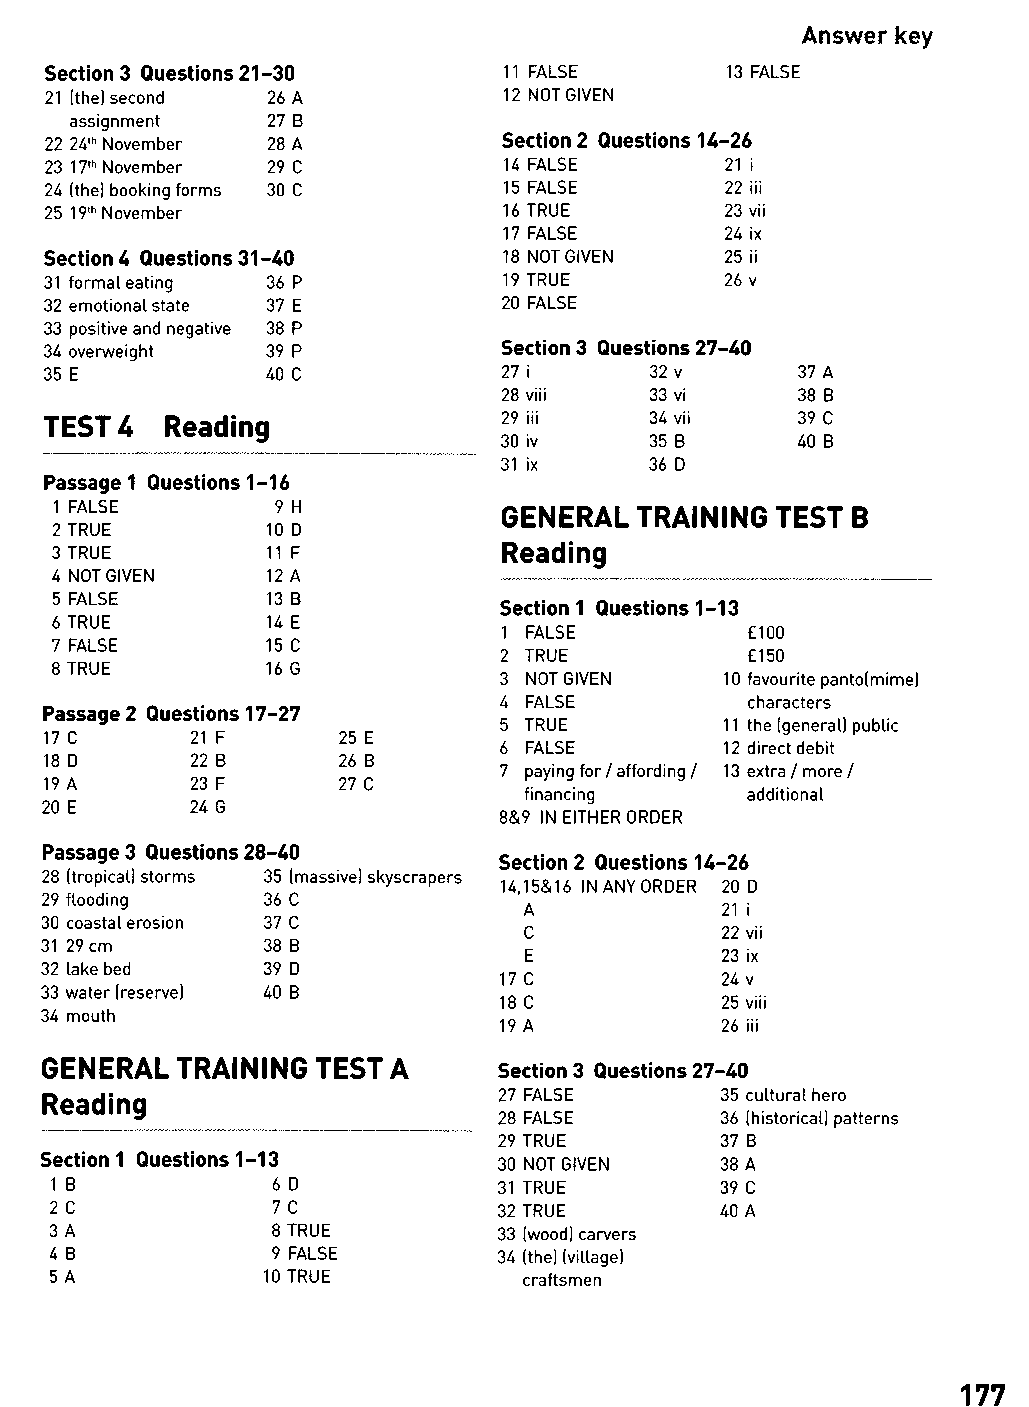 Answer key
Section 3 Questions 21–30
21 (the) second
assignment
22 24th November
23 17th November
24 (the) booking forms
25 19th November
26 A
27 B
28 A
29 C
30 C
Section 4 Questions 31–40
31 formal eating
32 emotional state
33 positive and negative
34 overweight
35 E
36 P
37 E
38 P
39 P
40 C
TEST 4 Reading
Passage 1 Questions 1–16
1 FALSE
2 TRUE
3 TRUE
4 NOT GIVEN
5 FALSE
6 TRUE
7 FALSE
8 TRUE
9 H
10 D
11 F
12 A
13 B
14 E
15 C
16 G
Passage 2 Questions 17–27
17 C
18 D
19 A
20 E
21 F
22 B
23 F
24 G
25 E
26 B
27 C
Passage 3 Questions 28–40
28 (tropical) storms
29 flooding
30 coastal erosion
31 29 cm
32 lake bed
33 water (reserve)
34 mouth
35 (massive) skyscrapers
36 C
37 C
38 B
39 D
40 B
GENERAL TRAINING TEST A
Reading
Section 1 Questions 1–13
1 B
2 C
3 A
4 B
5 A
6 D
7 C
8 TRUE
9 FALSE
10 TRUE
11 FALSE
12 NOT GIVEN
13 FALSE
Section 2 Questions 14–26
14 FALSE
15 FALSE
16 TRUE
17 FALSE
18 NOT GIVEN
19 TRUE
20 FALSE
21 i
22 iii
23 vii
24 ix
25 ii
26 v
Section 3 Questions 27–40
27 i
28 viii
29 iii
30 iv
31 ix
32 v
33 vi
34 vii
35 B
36 D
37 A
38 B
39 C
40 B
GENERAL TRAINING TEST B
Reading
Section 1 Questions 1–13
1 FALSE
2 TRUE
3 NOT GIVEN
4 FALSE
5 TRUE
6 FALSE
7 paying for / affording /
financing
8&9 IN EITHER ORDER
£100
£150
10 favourite panto(mime)
characters
11 the (general) public
12 direct debit
13 extra / more /
additional
Section 2 Questions 14–26
14,15&16 IN ANY ORDER
A
C
E
17 C
18 C
19 A
20 D
21 i
22 vii
23 ix
24 v
25 viii
26 iii
Section 3 Questions 27–40
27 FALSE
28 FALSE
29 TRUE
30 NOT GIVEN
31 TRUE
32 TRUE
33 (wood) carvers
34 (the) (village)
craftsmen
35 cultural hero
36 (historical) patterns
37 B
38 A
39 C
40 A
177